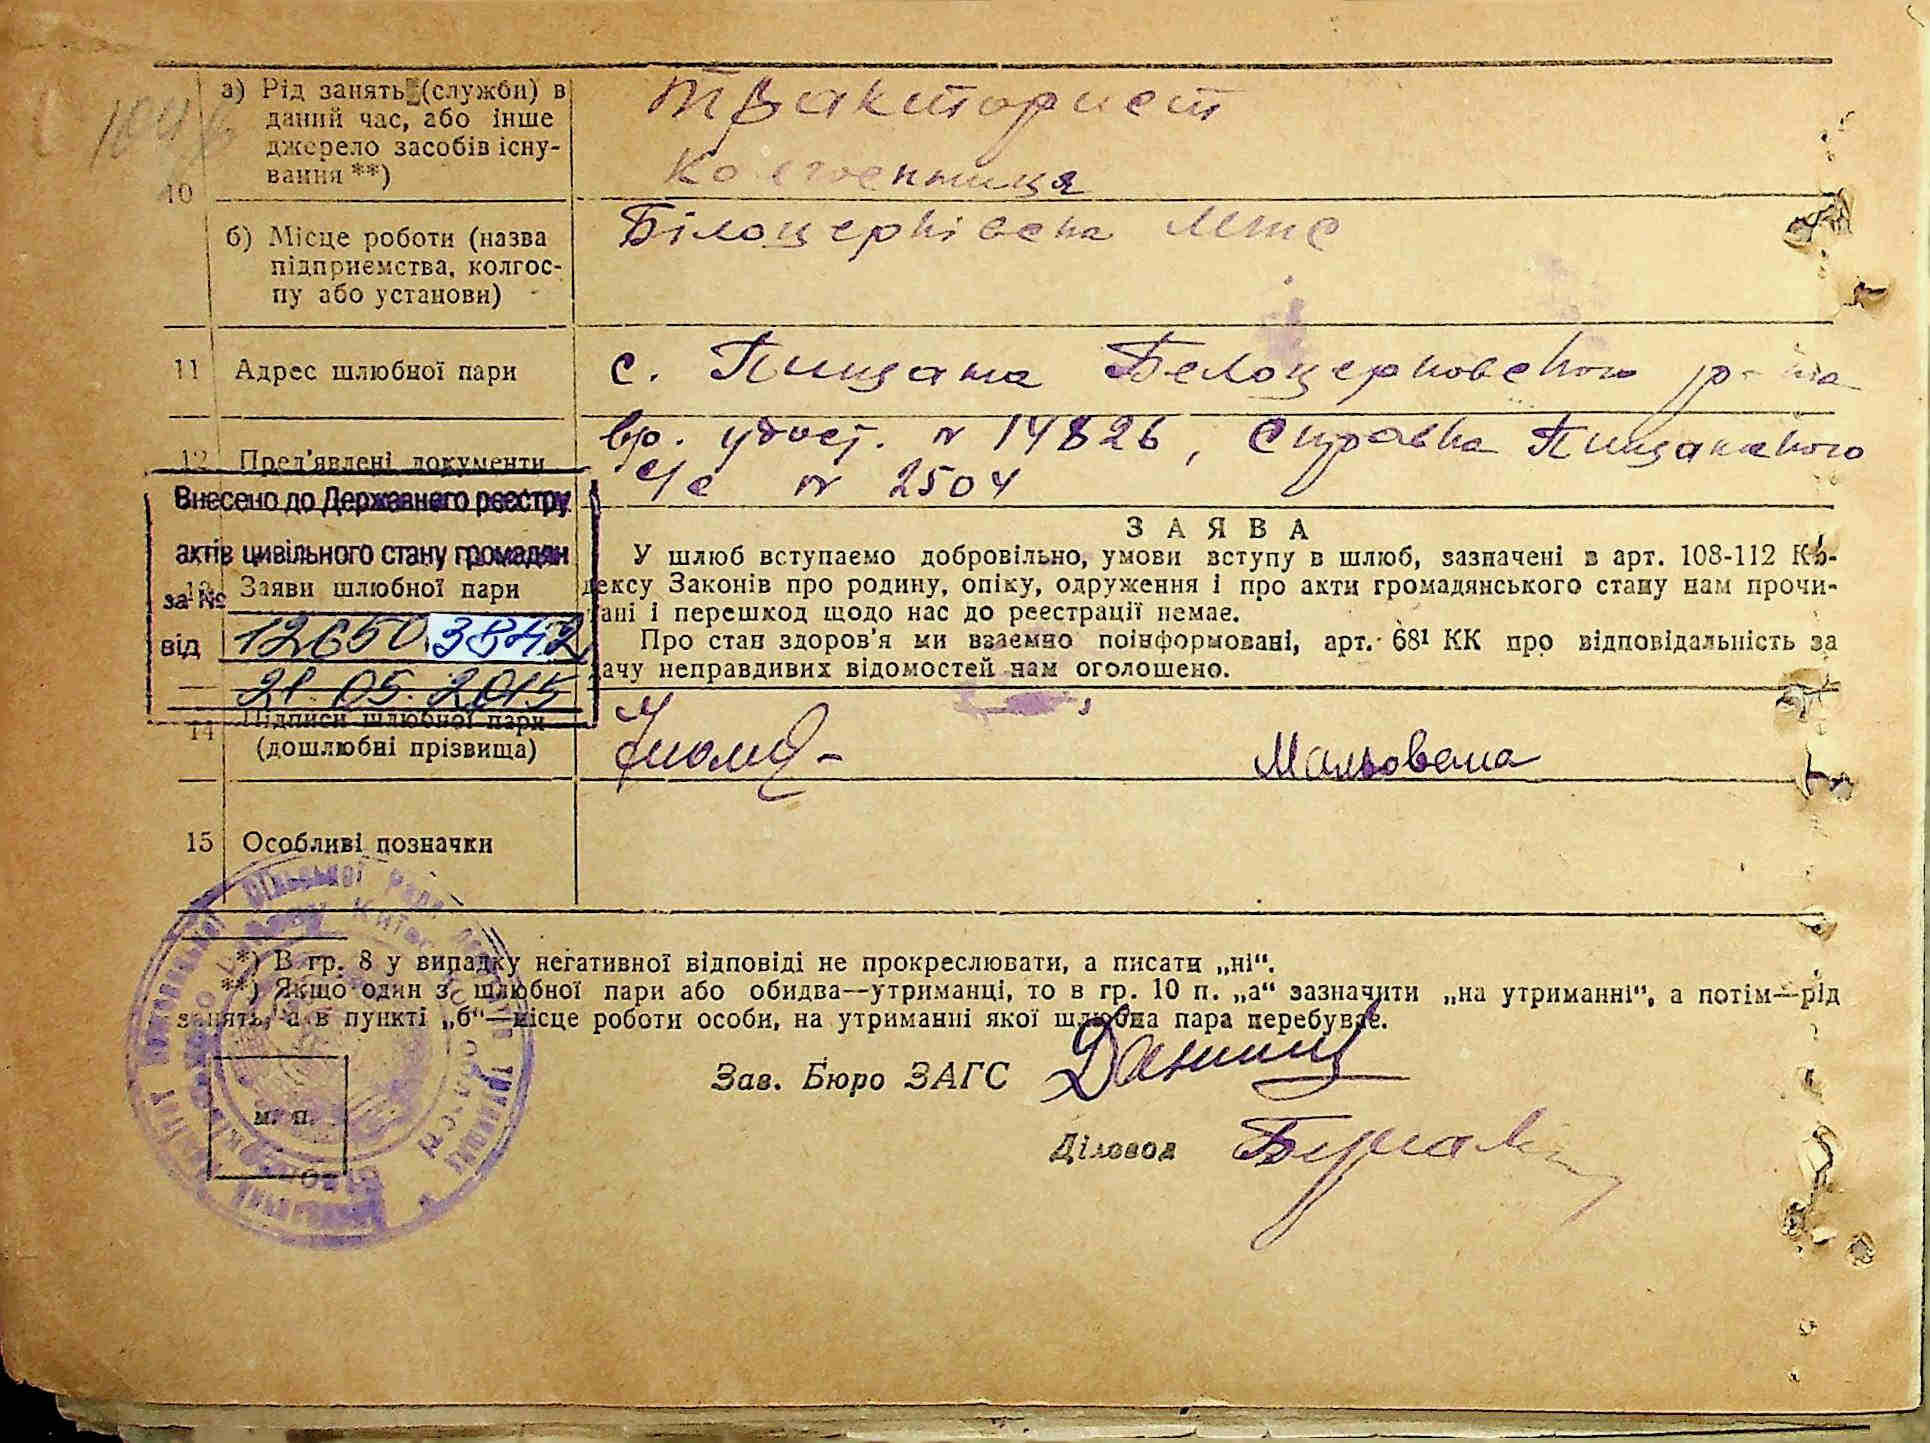 10
а) Рід занять (служби) в
даний час, або інше
джерело засобів існу-
вання **)
Тракторист
Колгоспниця
б) Місце роботи (назва
підприємства, колгос-
пу або установи)
Білоцерківська МТС
11 Адрес шлюбної пари
с. Пищана Белоцерковского р-на
12 Пред'явлені документи
вр. удост. № 14826, справка Пищанского
с/с № 2504
Внесено до Державного реєстру
актів цивільного стану громадян
за №
від 12650 3842
21.05.2015
13 Заяви шлюбної пари
ЗАЯВА
У шлюб вступаємо добровільно, умови вступу в шлюб, зазначені в арт. 108-112 Ко-
дексу Законів про родину, опіку, одруження і про акти громадянського стану нам прочи-
ані і перешкод щодо нас до реєстрації немає.
Про стан здоров'я ми взаємно поінформовані, арт. 68¹ КК про відповідальність за
дачу неправдивих відомостей нам оголошено.
14 Підписи шлюбної пари
(дошлюбні прізвища)
Мальована
15 Особливі позначки
*) В гр. 8 у випадку негативної відповіді не прокреслювати, а писати „ні“.
**) Якщо один з шлюбної пари або обидва—утриманці, то в гр. 10 п. „а“ зазначити „на утриманні“, а потім—рід
занять, а в пункті „б“—місце роботи особи, на утриманні якої шлюбна пара перебуває.
Зав. Бюро ЗАГС
Діловод
м. п.